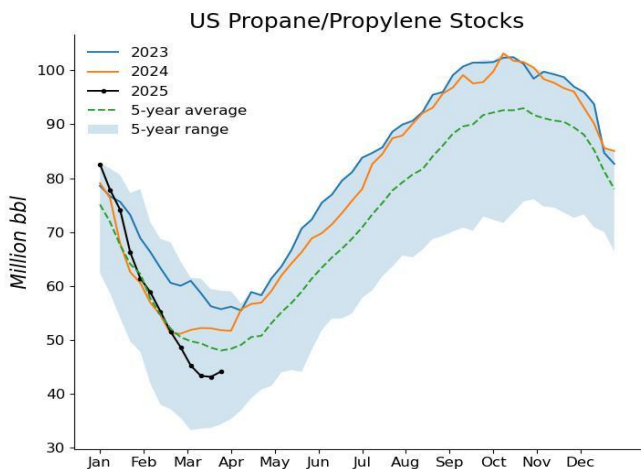 US Propane/Propylene Stocks
2023
2024
2025
5-year average
5-year range
Million bbl
100
90
80
70
60
50
40
30
Jan Feb Mar Apr May Jun Jul Aug Sep Oct Nov Dec